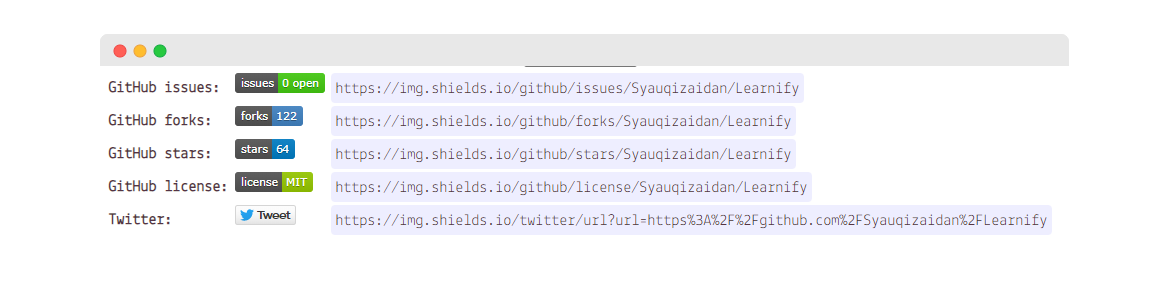 GitHub issues: issues 0 open https://img.shields.io/github/issues/Syauqizaidan/Learnify
GitHub forks: forks 122 https://img.shields.io/github/forks/Syauqizaidan/Learnify
GitHub stars: stars 64 https://img.shields.io/github/stars/Syauqizaidan/Learnify
GitHub license: license MIT https://img.shields.io/github/license/Syauqizaidan/Learnify
Twitter: Tweet https://img.shields.io/twitter/url?url=https%3A%2F%2Fgithub.com%2FSyauqizaidan%2FLearnify